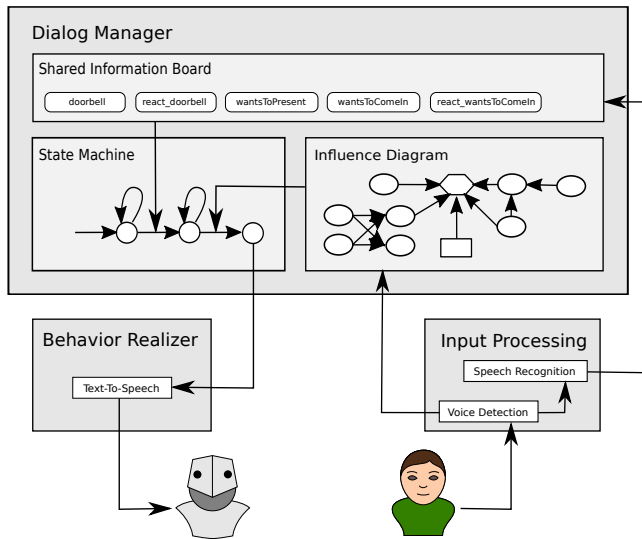 Dialog Manager
Shared Information Board
doorbell
react_doorbell
wantsToPresent
wantsToComeIn
react_wantsToComeIn
State Machine
Influence Diagram
Behavior Realizer
Text-To-Speech
Input Processing
Speech Recognition
Voice Detection